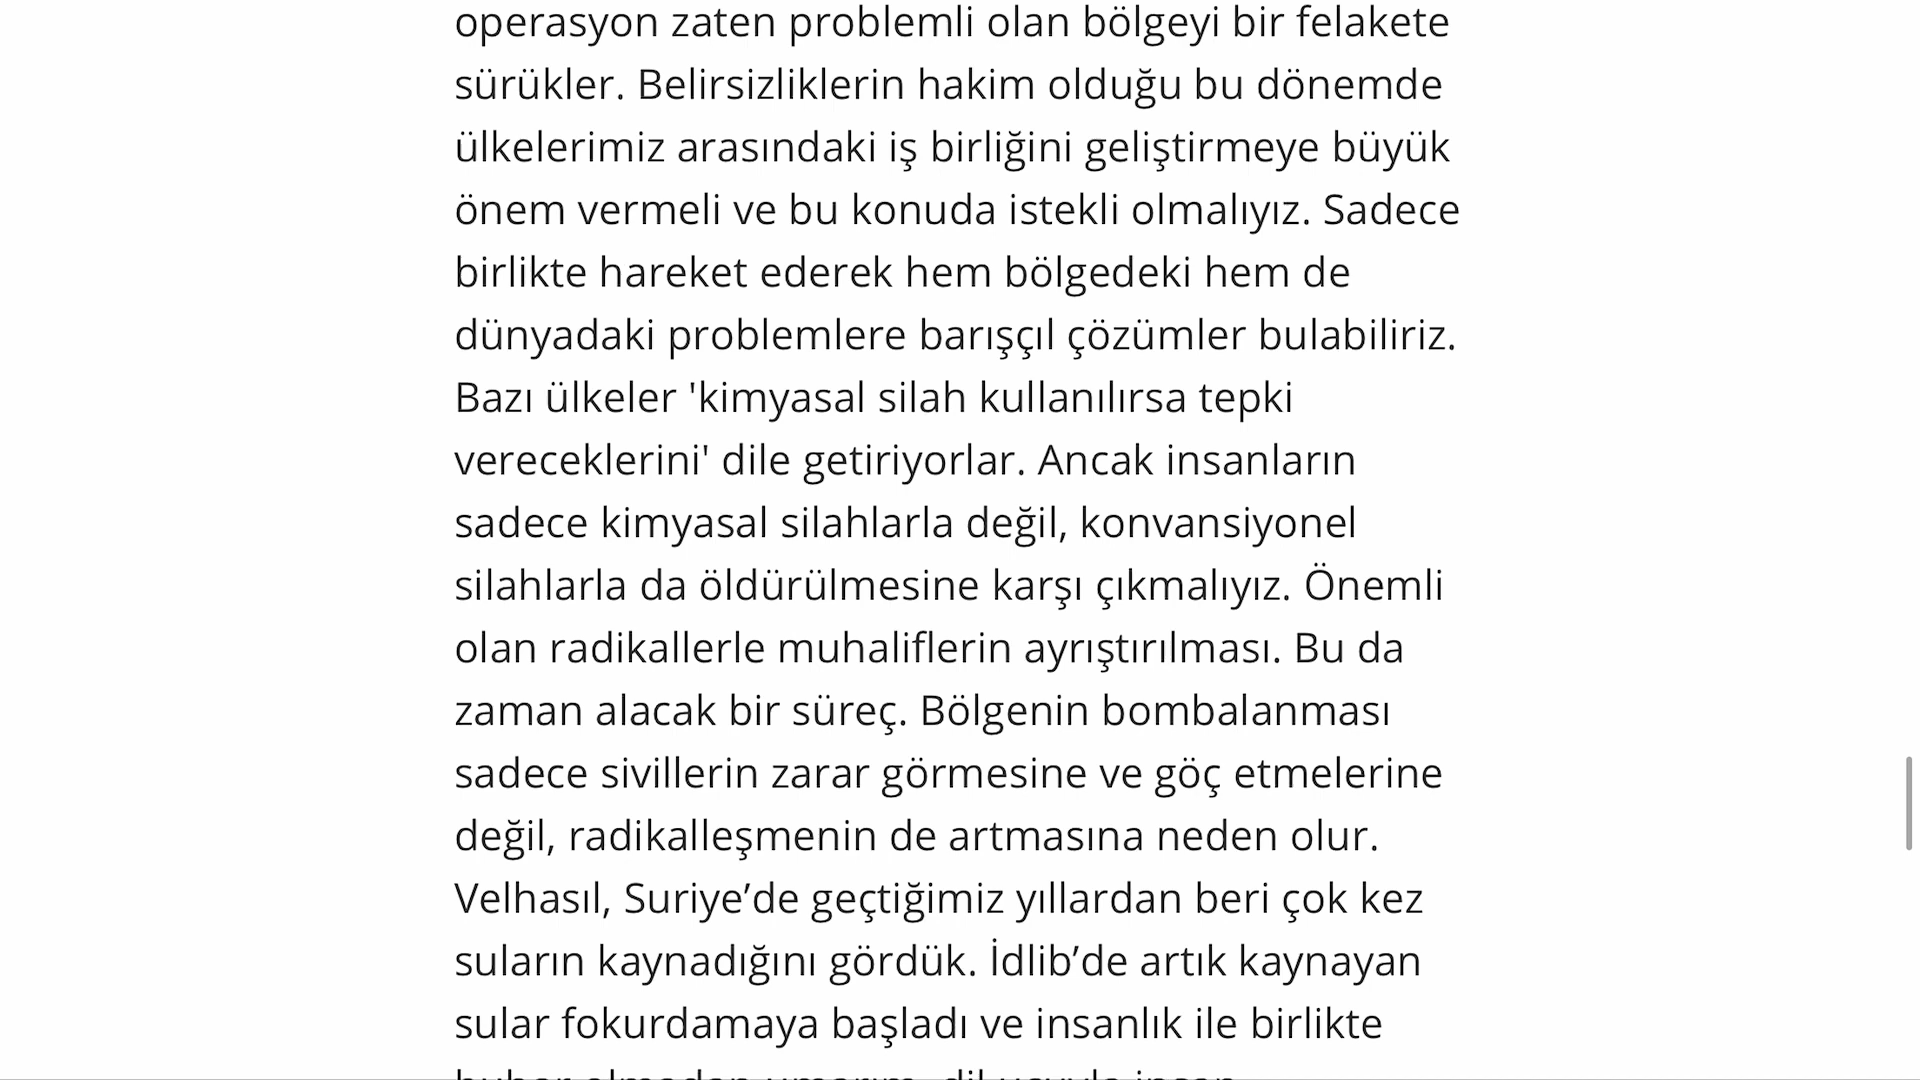 operasyon zaten problemli olan bölgeyi bir felakete
sürükler. Belirsizliklerin hakim olduğu bu dönemde
ülkelerimiz arasındaki iş birliğini geliştirmeye büyük
önem vermeli ve bu konuda istekli olmalıyız. Sadece
birlikte hareket ederek hem bölgedeki hem de
dünyadaki problemlere barışçıl çözümler bulabiliriz.
Bazı ülkeler 'kimyasal silah kullanılırsa tepki
vereceklerini' dile getiriyorlar. Ancak insanların
sadece kimyasal silahlarla değil, konvansiyonel
silahlarla da öldürülmesine karşı çıkmalıyız. Önemli
olan radikallerle muhaliflerin ayrıştırılması. Bu da
zaman alacak bir süreç. Bölgenin bombalanması
sadece sivillerin zarar görmesine ve göç etmelerine
değil, radikalleşmenin de artmasına neden olur.
Velhasıl, Suriye’de geçtiğimiz yıllardan beri çok kez
suların kaynadığını gördük. İdlib’de artık kaynayan
sular fokurdamaya başladı ve insanlık ile birlikte